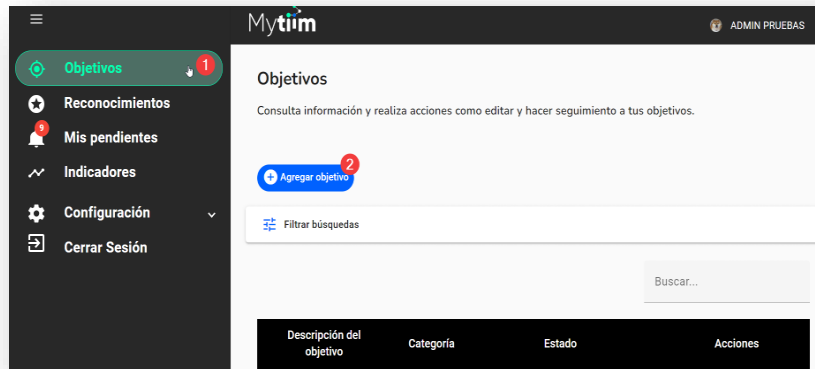 Mytiim
ADMIN PRUEBAS
Objetivos
1
Reconocimientos
9
Mis pendientes
Indicadores
Configuración
Cerrar Sesión
Objetivos
Consulta información y realiza acciones como editar y hacer seguimiento a tus objetivos.
2
Agregar objetivo
Filtrar búsquedas
Buscar...
Descripción del
objetivo
Categoría
Estado
Acciones